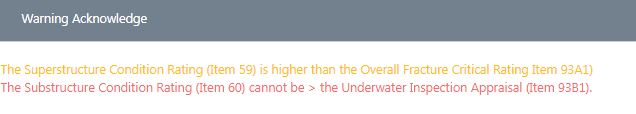 Warning Acknowledge
The Superstructure Condition Rating (Item 59) is higher than the Overall Fracture Critical Rating Item 93A1)
The Substructure Condition Rating (Item 60) cannot be > the Underwater Inspection Appraisal (Item 93B1).